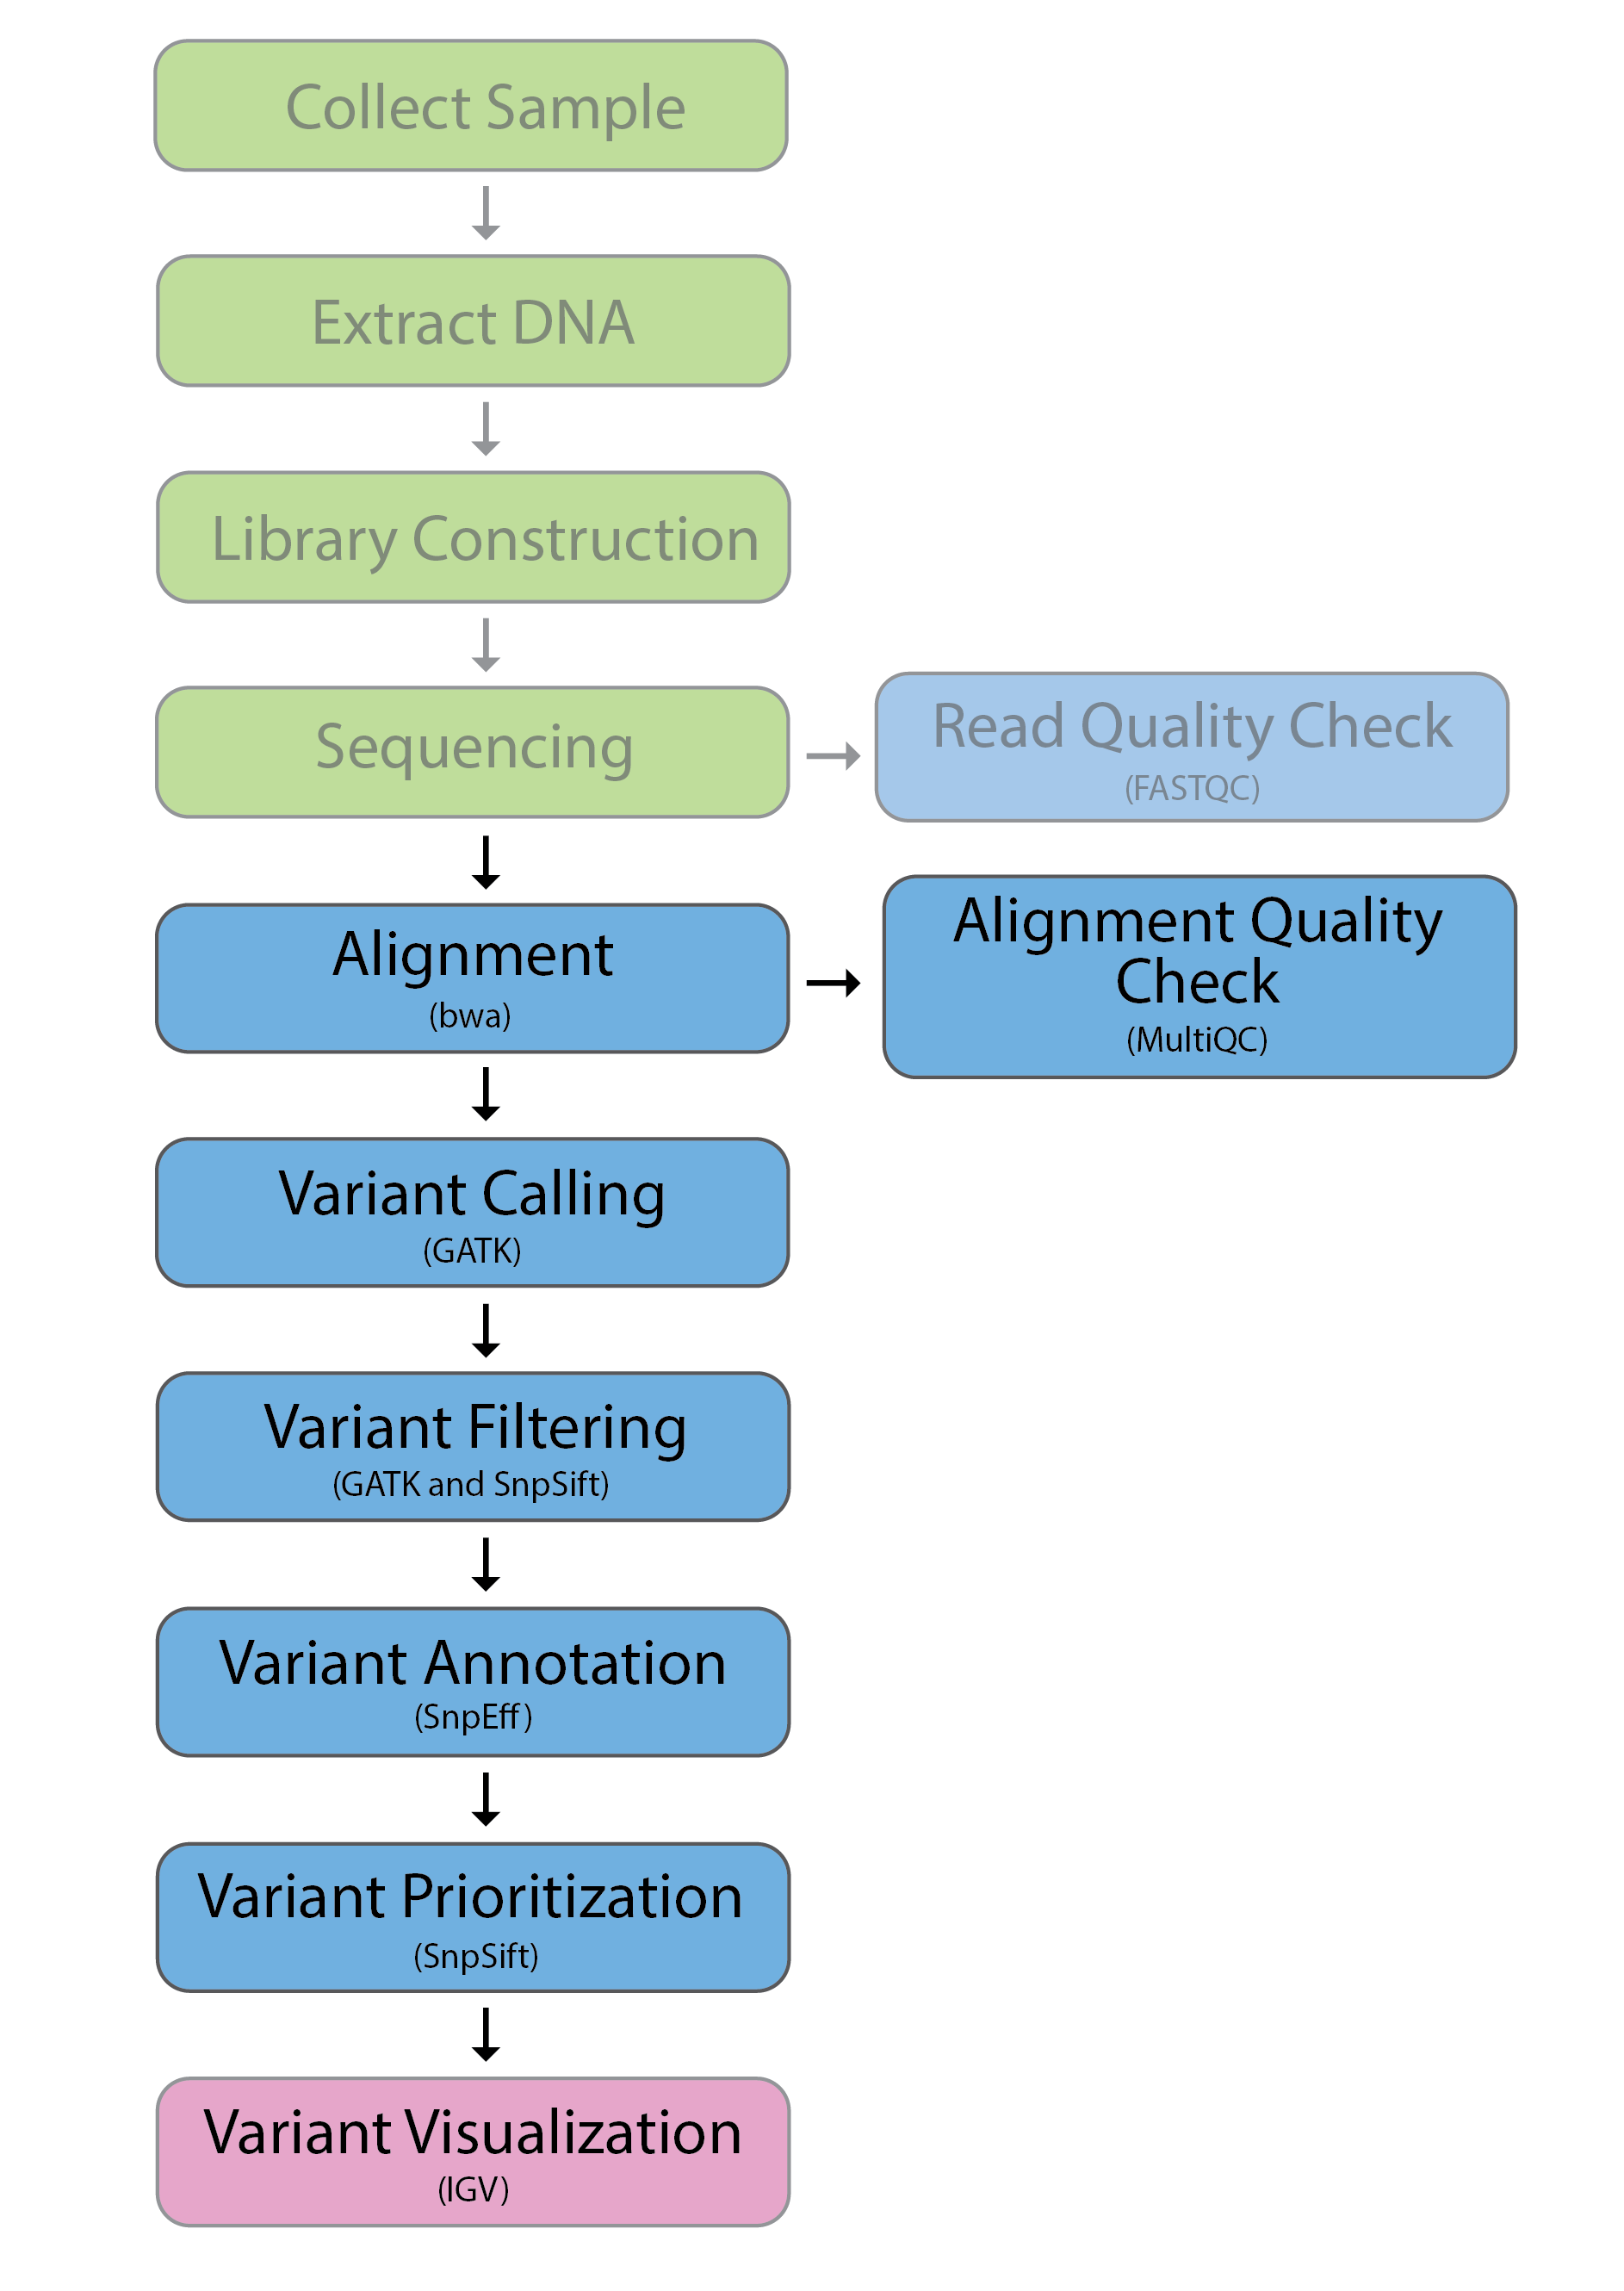 Collect Sample
Extract DNA
Library Construction
Sequencing
Read Quality Check
(FASTQC)
Alignment
(bwa)
Alignment Quality
Check
(MultiQC)
Variant Calling
(GATK)
Variant Filtering
(GATK and SnpSift)
Variant Annotation
(SnpEff)
Variant Prioritization
(SnpSift)
Variant Visualization
(IGV)